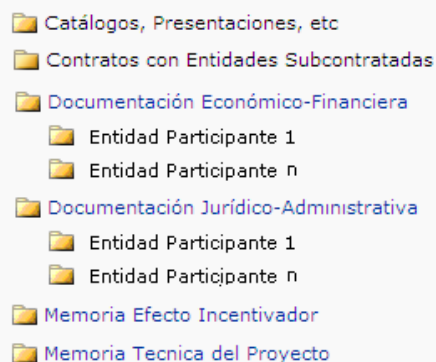 Catálogos, Presentaciones, etc
Contratos con Entidades Subcontratadas
Documentación Económico-Financiera
Entidad Participante 1
Entidad Participante n
Documentación Jurídico-Administrativa
Entidad Participante 1
Entidad Participante n
Memoria Efecto Incentivador
Memoria Tecnica del Proyecto